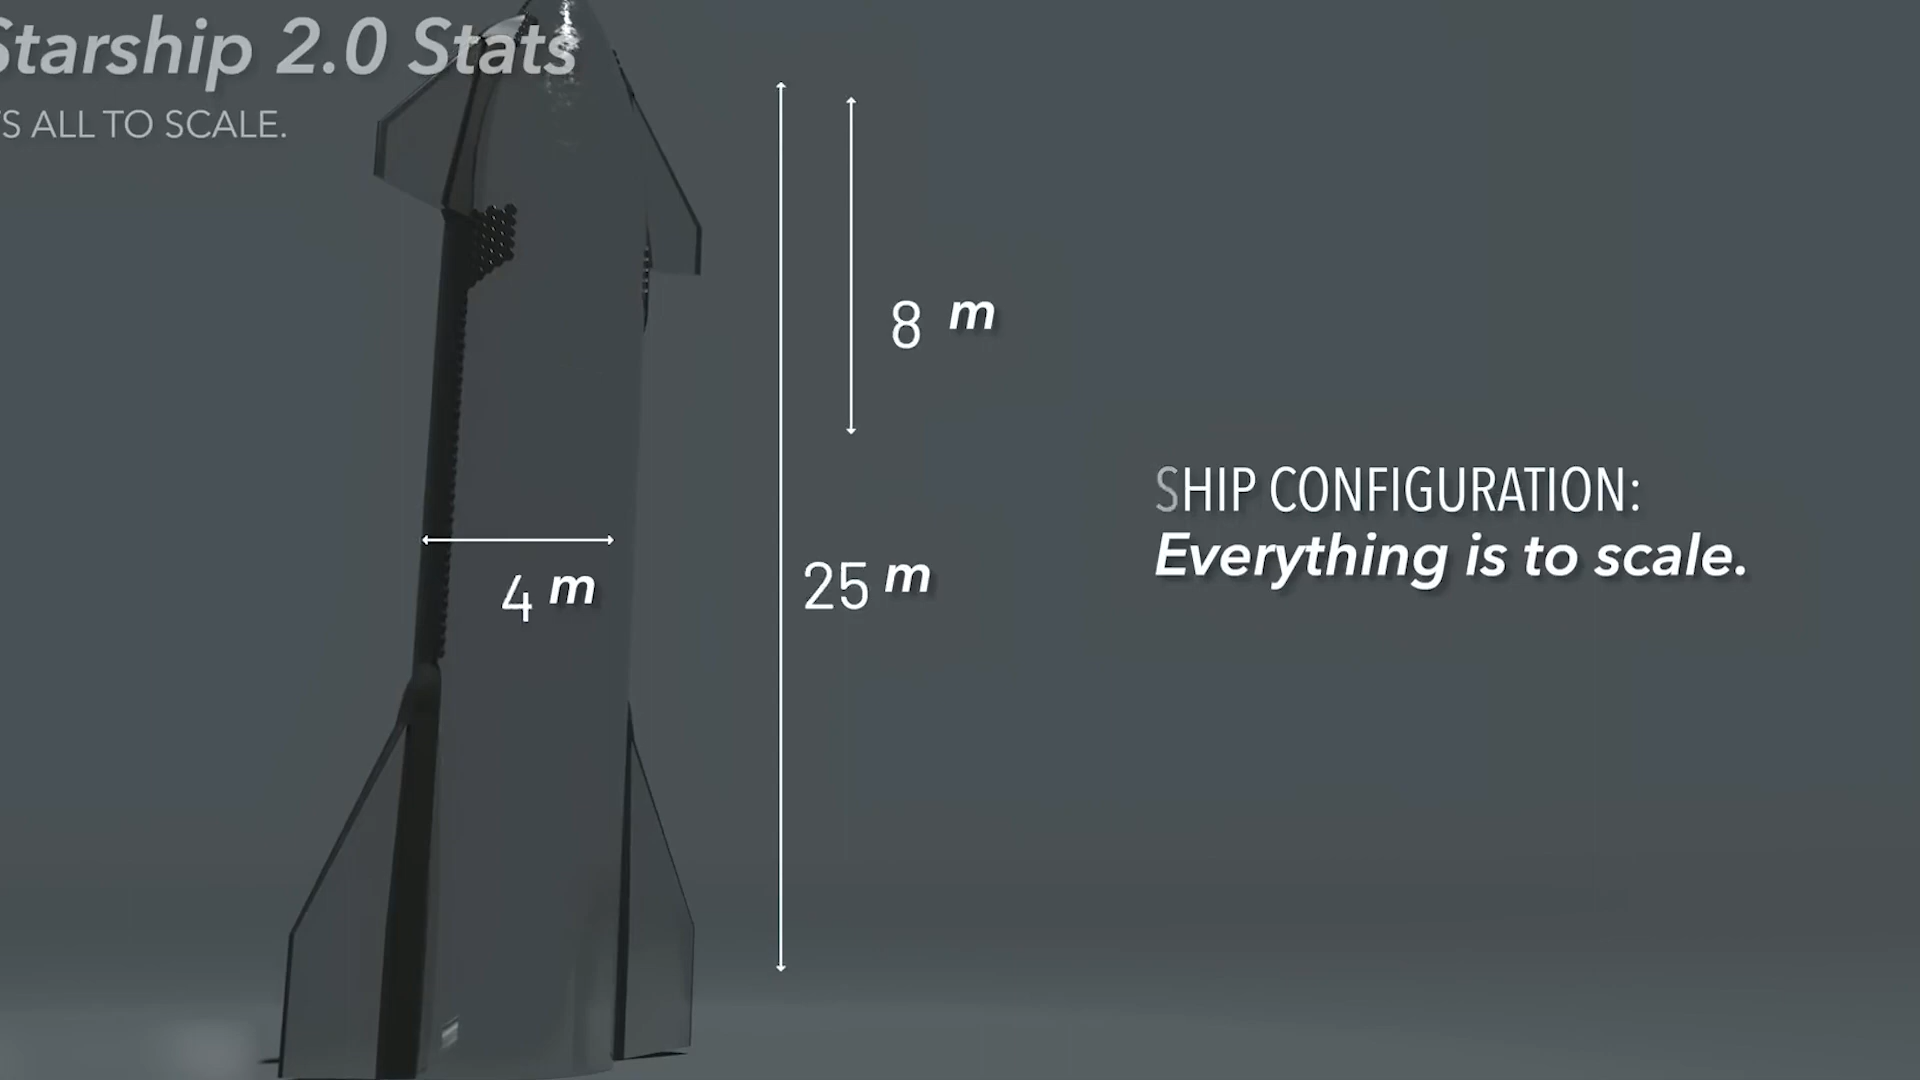 Starship 2.0 Stats
'S ALL TO SCALE.
8 m
SHIP CONFIGURATION:
Everything is to scale.
4 m
25 m